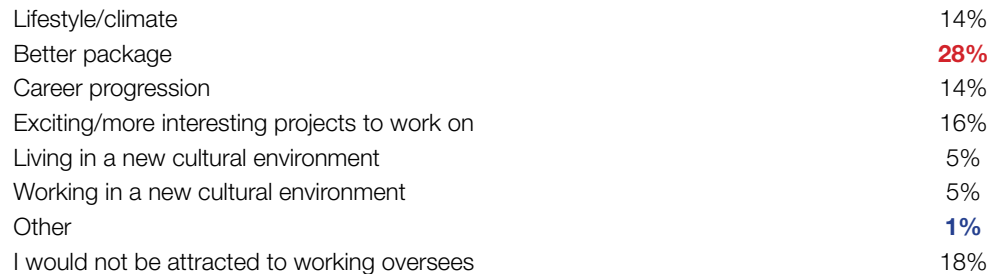 Lifestyle/climate 14%
Better package 28%
Career progression 14%
Exciting/more interesting projects to work on 16%
Living in a new cultural environment 5%
Working in a new cultural environment 5%
Other 1%
I would not be attracted to working oversees 18%